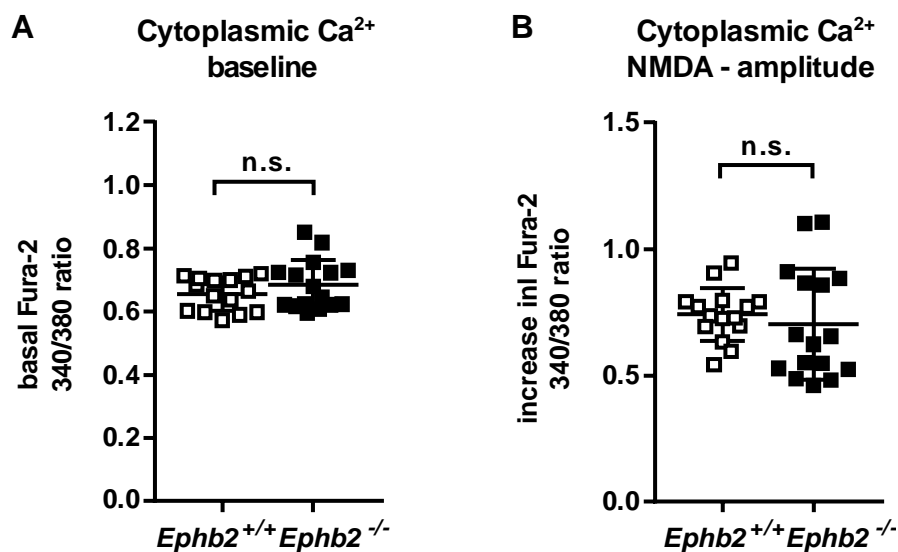 A
Cytoplasmic Ca²⁺
baseline
basal Fura-2
340/380 ratio
1.2
1.0
0.8
0.6
0.4
0.2
0.0
n.s.
Ephb2 +/+ Ephb2 -/-
B
Cytoplasmic Ca²⁺
NMDA - amplitude
increase inl Fura-2
340/380 ratio
1.5
1.0
0.5
0.0
n.s.
Ephb2 +/+ Ephb2 -/-